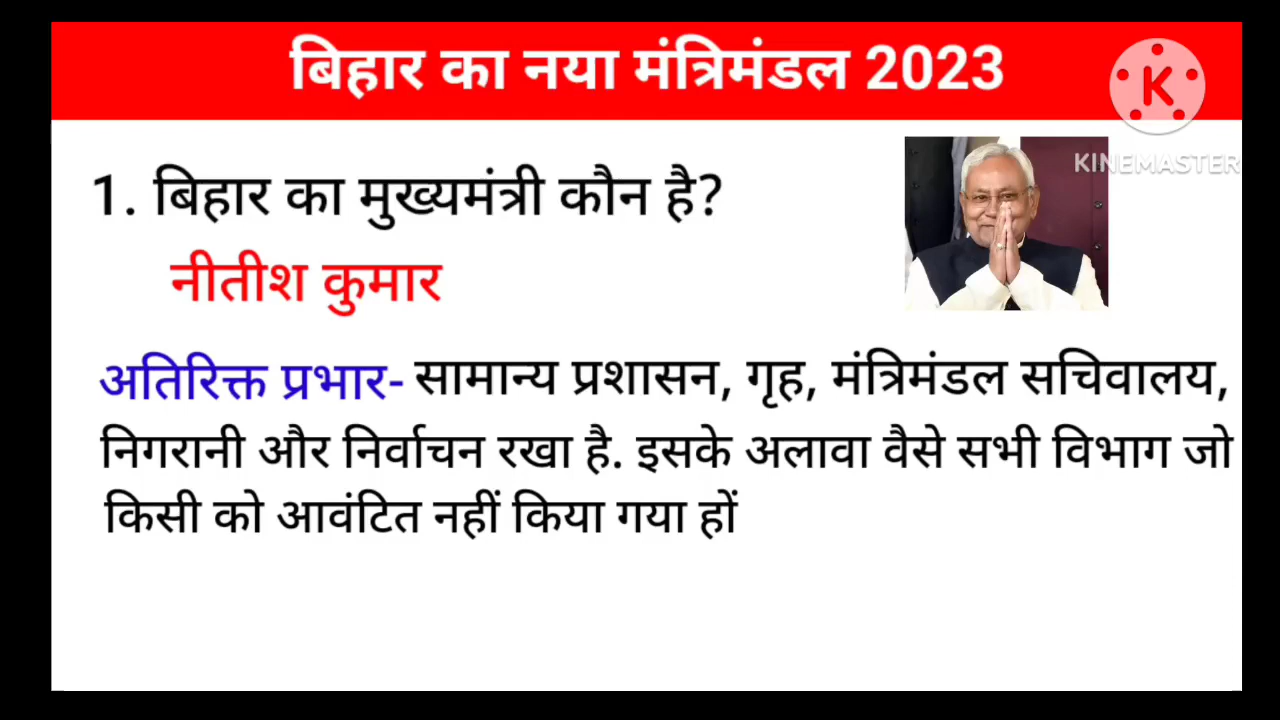 बिहार का नया मंत्रिमंडल 2023
K
KINEMASTER
1. बिहार का मुख्यमंत्री कौन है?
नीतीश कुमार
अतिरिक्त प्रभार- सामान्य प्रशासन, गृह, मंत्रिमंडल सचिवालय,
निगरानी और निर्वाचन रखा है. इसके अलावा वैसे सभी विभाग जो
किसी को आवंटित नहीं किया गया हों